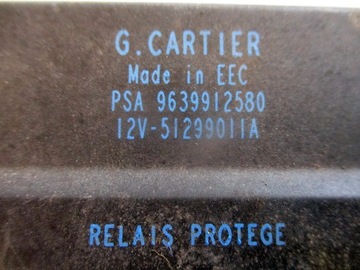 G.CARTIER
Made in EEC
PSA 9639912580
12V-51299011A
RELAIS PROTEGE